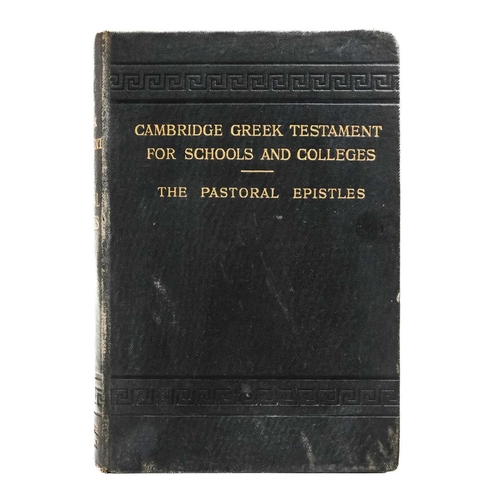 CAMBRIDGE GREEK TESTAMENT
FOR SCHOOLS AND COLLEGES
THE PASTORAL EPISTLES